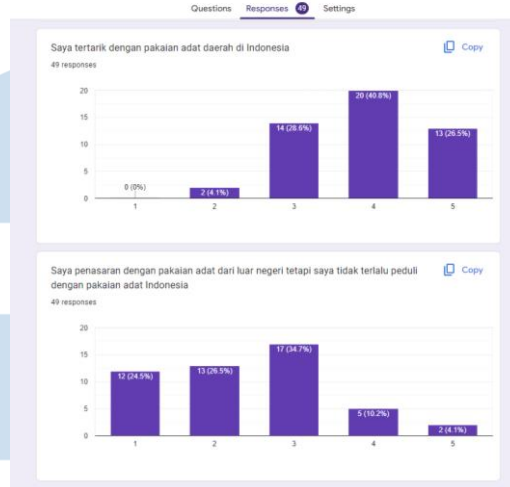 Questions Responses 49 Settings
Saya tertarik dengan pakaian adat daerah di Indonesia
Copy
49 responses
20
15
10
5
0
0 (0%)
2 (4.1%)
14 (28.6%)
20 (40.8%)
13 (26.5%)
1 2 3 4 5
Saya penasaran dengan pakaian adat dari luar negeri tetapi saya tidak terlalu peduli
dengan pakaian adat Indonesia
Copy
49 responses
20
15
10
5
0
12 (24.5%)
13 (26.5%)
17 (34.7%)
5 (10.2%)
2 (4.1%)
1 2 3 4 5